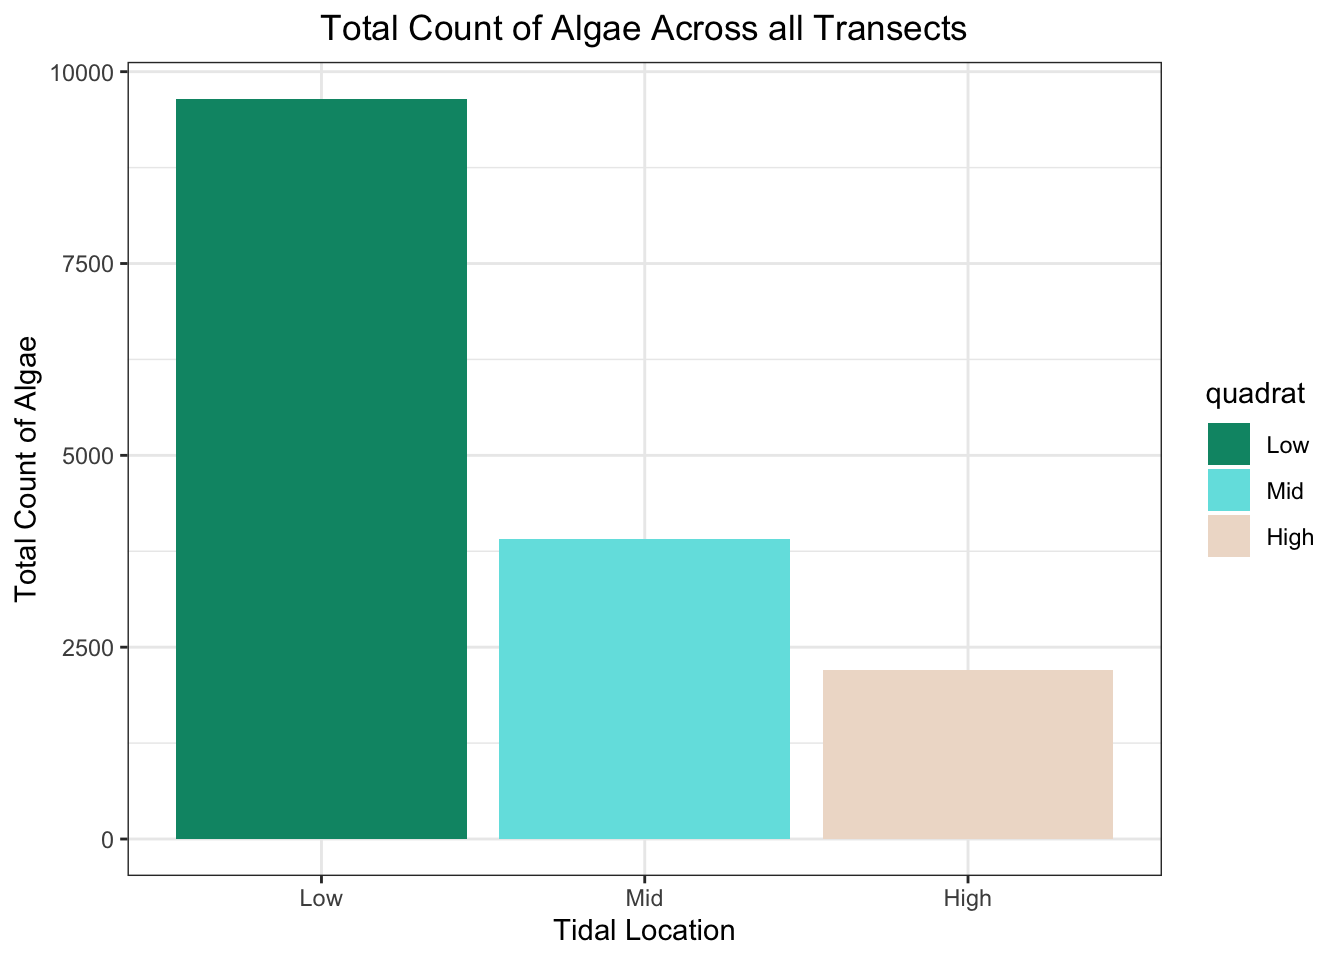 Total Count of Algae Across all Transects
Total Count of Algae
10000
7500
5000
2500
0
Low
Mid
High
Tidal Location
quadrat
Low
Mid
High